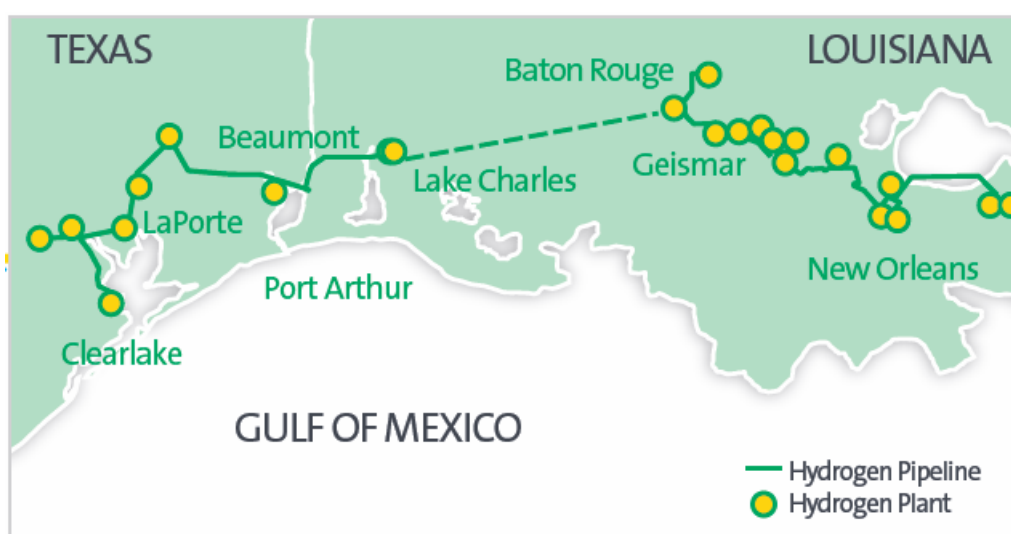 TEXAS
LOUISIANA
Baton Rouge
Beaumont
Geismar
Lake Charles
LaPorte
New Orleans
Port Arthur
Clearlake
GULF OF MEXICO
Hydrogen Pipeline
Hydrogen Plant